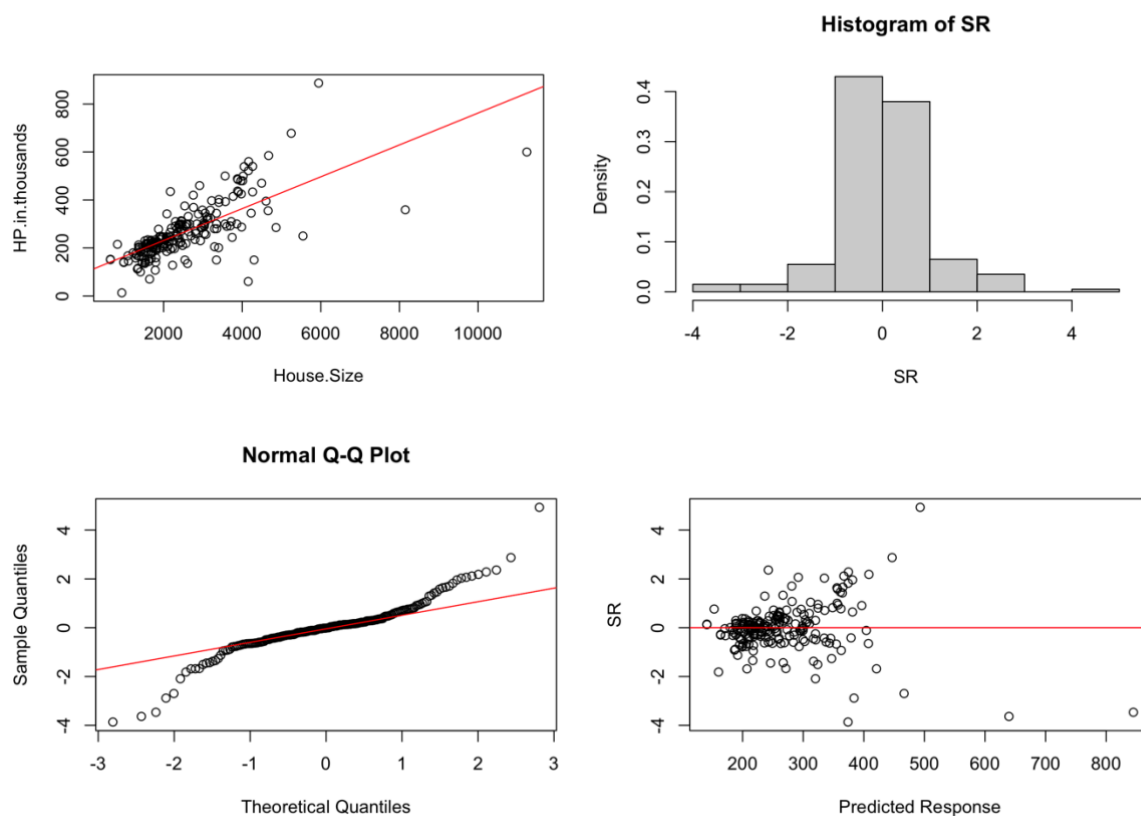 HP.in.thousands
0 200 400 600 800
2000 4000 6000 8000 10000
House.Size
Histogram of SR
Density
0.0 0.1 0.2 0.3 0.4
-4 -2 0 2 4
SR
Normal Q-Q Plot
Sample Quantiles
-4 -2 0 2 4
-3 -2 -1 0 1 2 3
Theoretical Quantiles
SR
-4 -2 0 2 4
200 300 400 500 600 700 800
Predicted Response